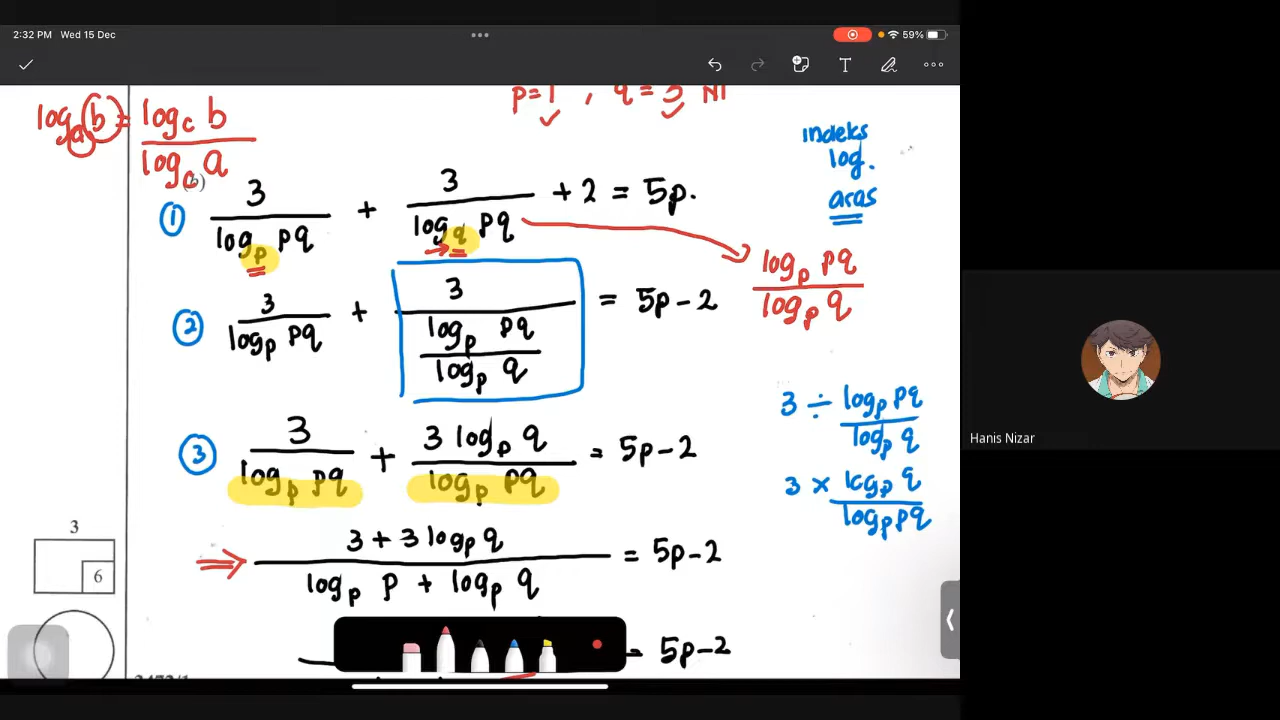 2:32 PM Wed 15 Dec
59%
p = 1 , q = 3
log_a b = log_c b / log_c a
indeks
log.
aras
(b)
① 3 / log_p pq + 3 / log_q pq + 2 = 5p.
log_p pq / log_p q
② 3 / log_p pq + 3 / (log_p pq / log_p q) = 5p - 2
3 ÷ log_p pq / log_p q
③ 3 / log_p pq + 3 log_p q / log_p pq = 5p - 2
3 × log_p q / log_p pq
Hanis Nizar
⇒ 3 + 3 log_p q / log_p p + log_p q = 5p - 2
3
6
= 5p - 2